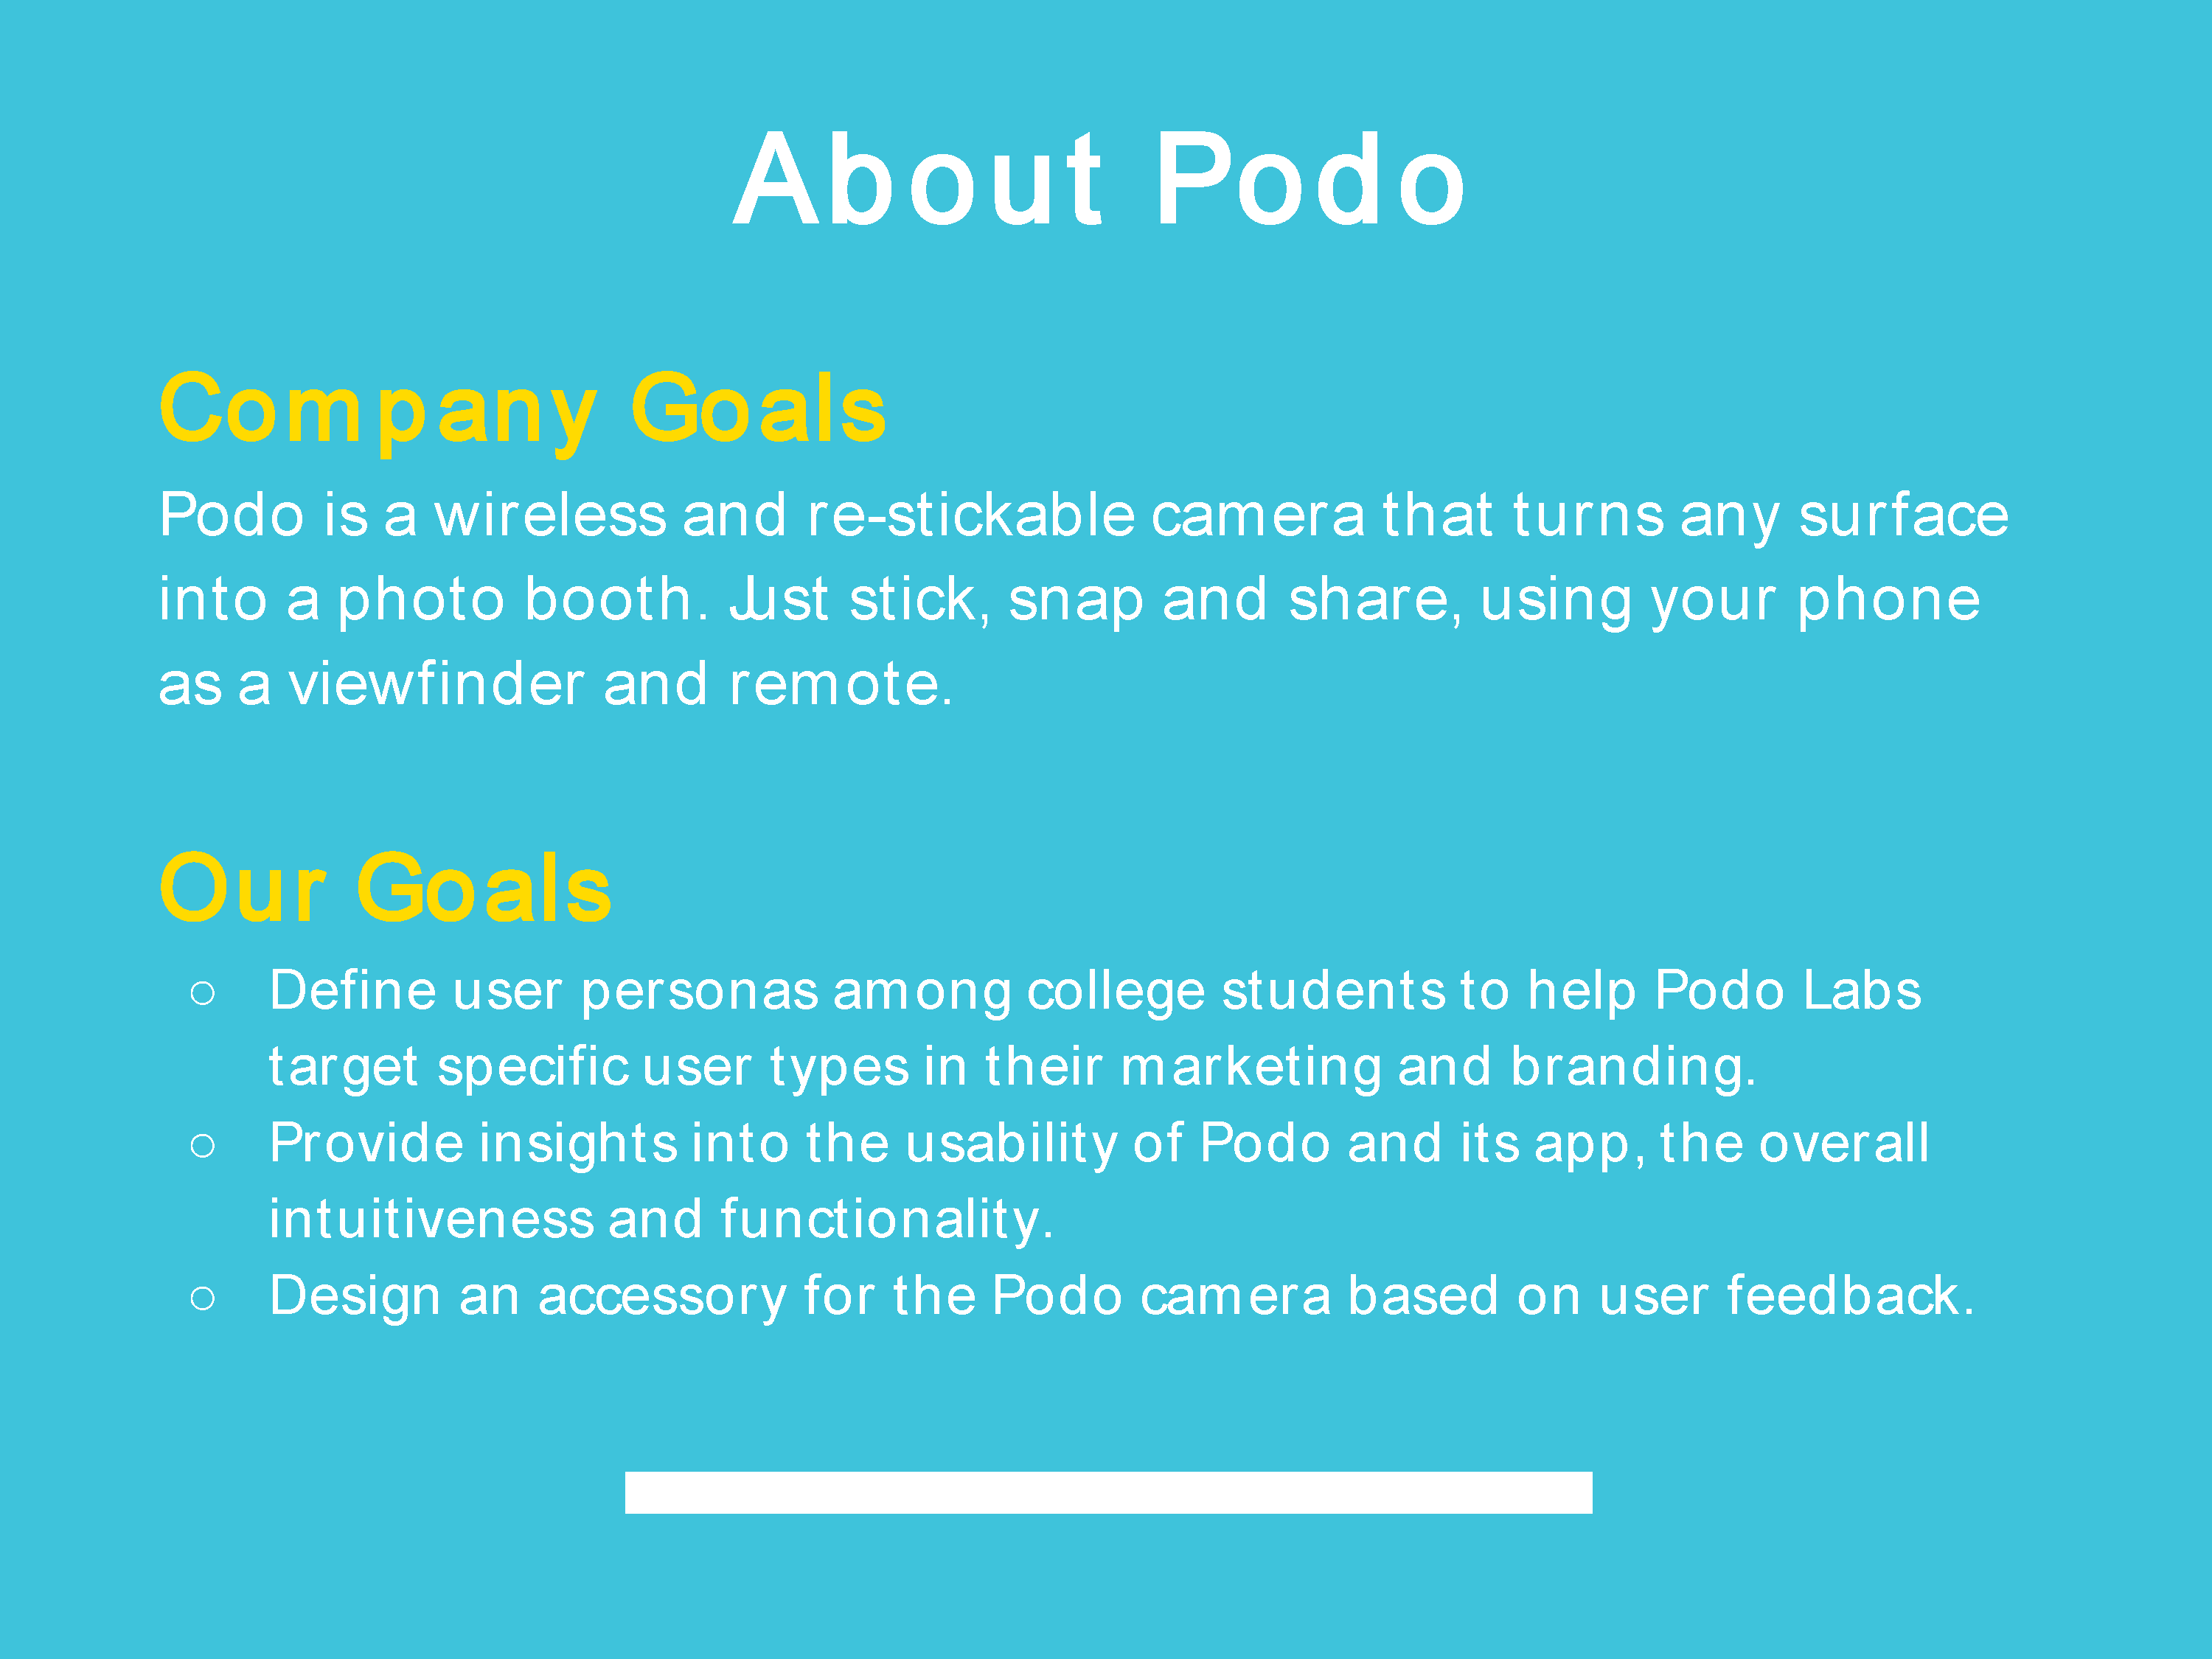 About Podo
Company Goals
Podo is a wireless and re-stickable camera that turns any surface
into a photo booth. Just stick, snap and share, using your phone
as a viewfinder and remote.
Our Goals
○ Define user personas among college students to help Podo Labs
target specific user types in their marketing and branding.
○ Provide insights into the usability of Podo and its app, the overall
intuitiveness and functionality.
○ Design an accessory for the Podo camera based on user feedback.